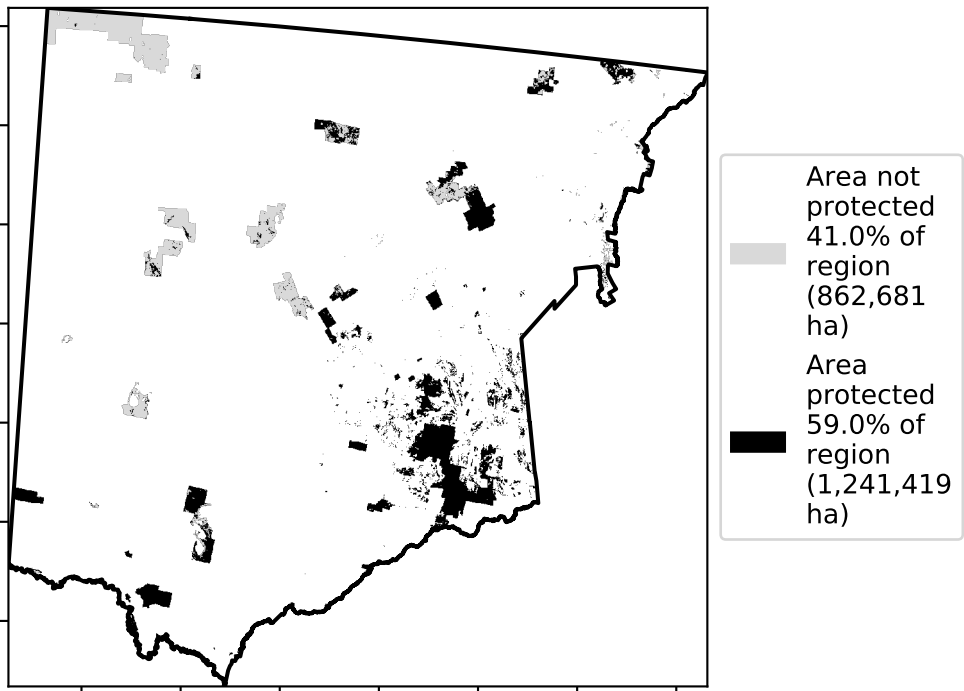 Area not
protected
41.0% of
region
(862,681
ha)
Area
protected
59.0% of
region
(1,241,419
ha)